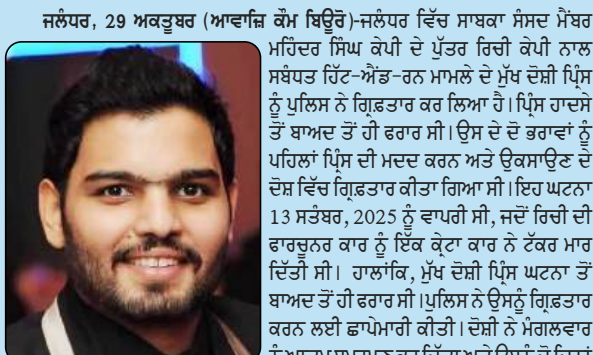 ਜਲੰਧਰ, 29 ਅਕਤੂਬਰ (ਆਵਾਜ਼ਿ ਕੌਮ ਬਿਊਰੋ)-ਜਲੰਧਰ ਵਿੱਚ ਸਾਬਕਾ ਸੰਸਦ ਮੈਂਬਰ
ਮਹਿੰਦਰ ਸਿੰਘ ਕੇਪੀ ਦੇ ਪੁੱਤਰ ਰਿਚੀ ਕੇਪੀ ਨਾਲ
ਸਬੰਧਤ ਹਿੱਟ-ਐਂਡ-ਰਨ ਮਾਮਲੇ ਦੇ ਮੁੱਖ ਦੋਸ਼ੀ ਪ੍ਰਿੰਸ
ਨੂੰ ਪੁਲਿਸ ਨੇ ਗ੍ਰਿਫ਼ਤਾਰ ਕਰ ਲਿਆ ਹੈ।ਪ੍ਰਿੰਸ ਹਾਦਸੇ
ਤੋਂ ਬਾਅਦ ਤੋਂ ਹੀ ਫਰਾਰ ਸੀ।ਉਸ ਦੇ ਦੋ ਭਰਾਵਾਂ ਨੂੰ
ਪਹਿਲਾਂ ਪ੍ਰਿੰਸ ਦੀ ਮਦਦ ਕਰਨ ਅਤੇ ਉਕਸਾਉਣ ਦੇ
ਦੋਸ਼ ਵਿੱਚ ਗ੍ਰਿਫ਼ਤਾਰ ਕੀਤਾ ਗਿਆ ਸੀ।ਇਹ ਘਟਨਾ
13 ਸਤੰਬਰ, 2025 ਨੂੰ ਵਾਪਰੀ ਸੀ, ਜਦੋਂ ਰਿਚੀ ਦੀ
ਫਾਰਚੂਨਰ ਕਾਰ ਨੂੰ ਇੱਕ ਕ੍ਰੇਟਾ ਕਾਰ ਨੇ ਟੱਕਰ ਮਾਰ
ਦਿੱਤੀ ਸੀ। ਹਾਲਾਂਕਿ, ਮੁੱਖ ਦੋਸ਼ੀ ਪ੍ਰਿੰਸ ਘਟਨਾ ਤੋਂ
ਬਾਅਦ ਤੋਂ ਹੀ ਫਰਾਰ ਸੀ।ਪੁਲਿਸ ਨੇ ਉਸਨੂੰ ਗ੍ਰਿਫ਼ਤਾਰ
ਕਰਨ ਲਈ ਛਾਪੇਮਾਰੀ ਕੀਤੀ।ਦੋਸ਼ੀ ਨੇ ਮੰਗਲਵਾਰ